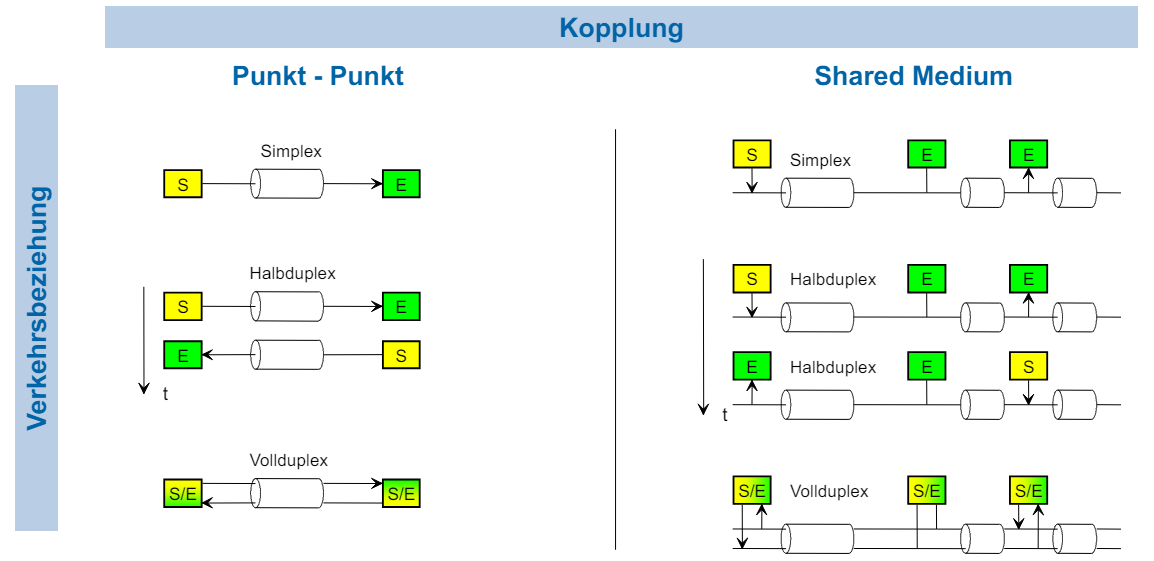 Kopplung
Punkt - Punkt
Shared Medium
Verkehrsbeziehung
Simplex
S
E
Halbduplex
S
E
E
S
t
Vollduplex
S/E
S/E
S
Simplex
E
E
S
Halbduplex
E
E
E
Halbduplex
E
S
t
S/E
Vollduplex
S/E
S/E